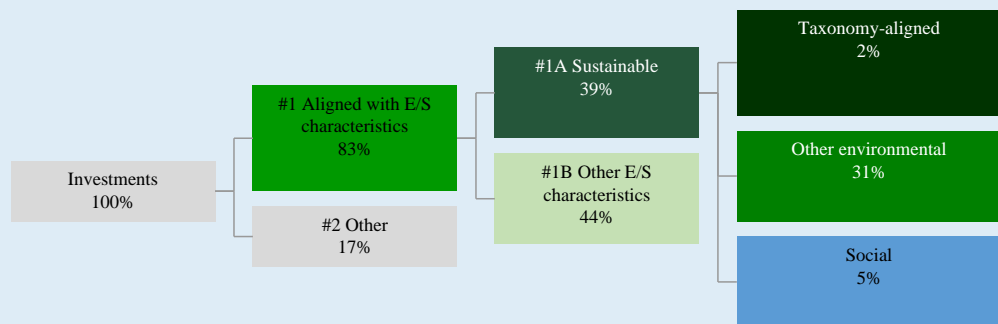 Investments
100%
#1 Aligned with E/S
characteristics
83%
#2 Other
17%
#1A Sustainable
39%
#1B Other E/S
characteristics
44%
Taxonomy-aligned
2%
Other environmental
31%
Social
5%